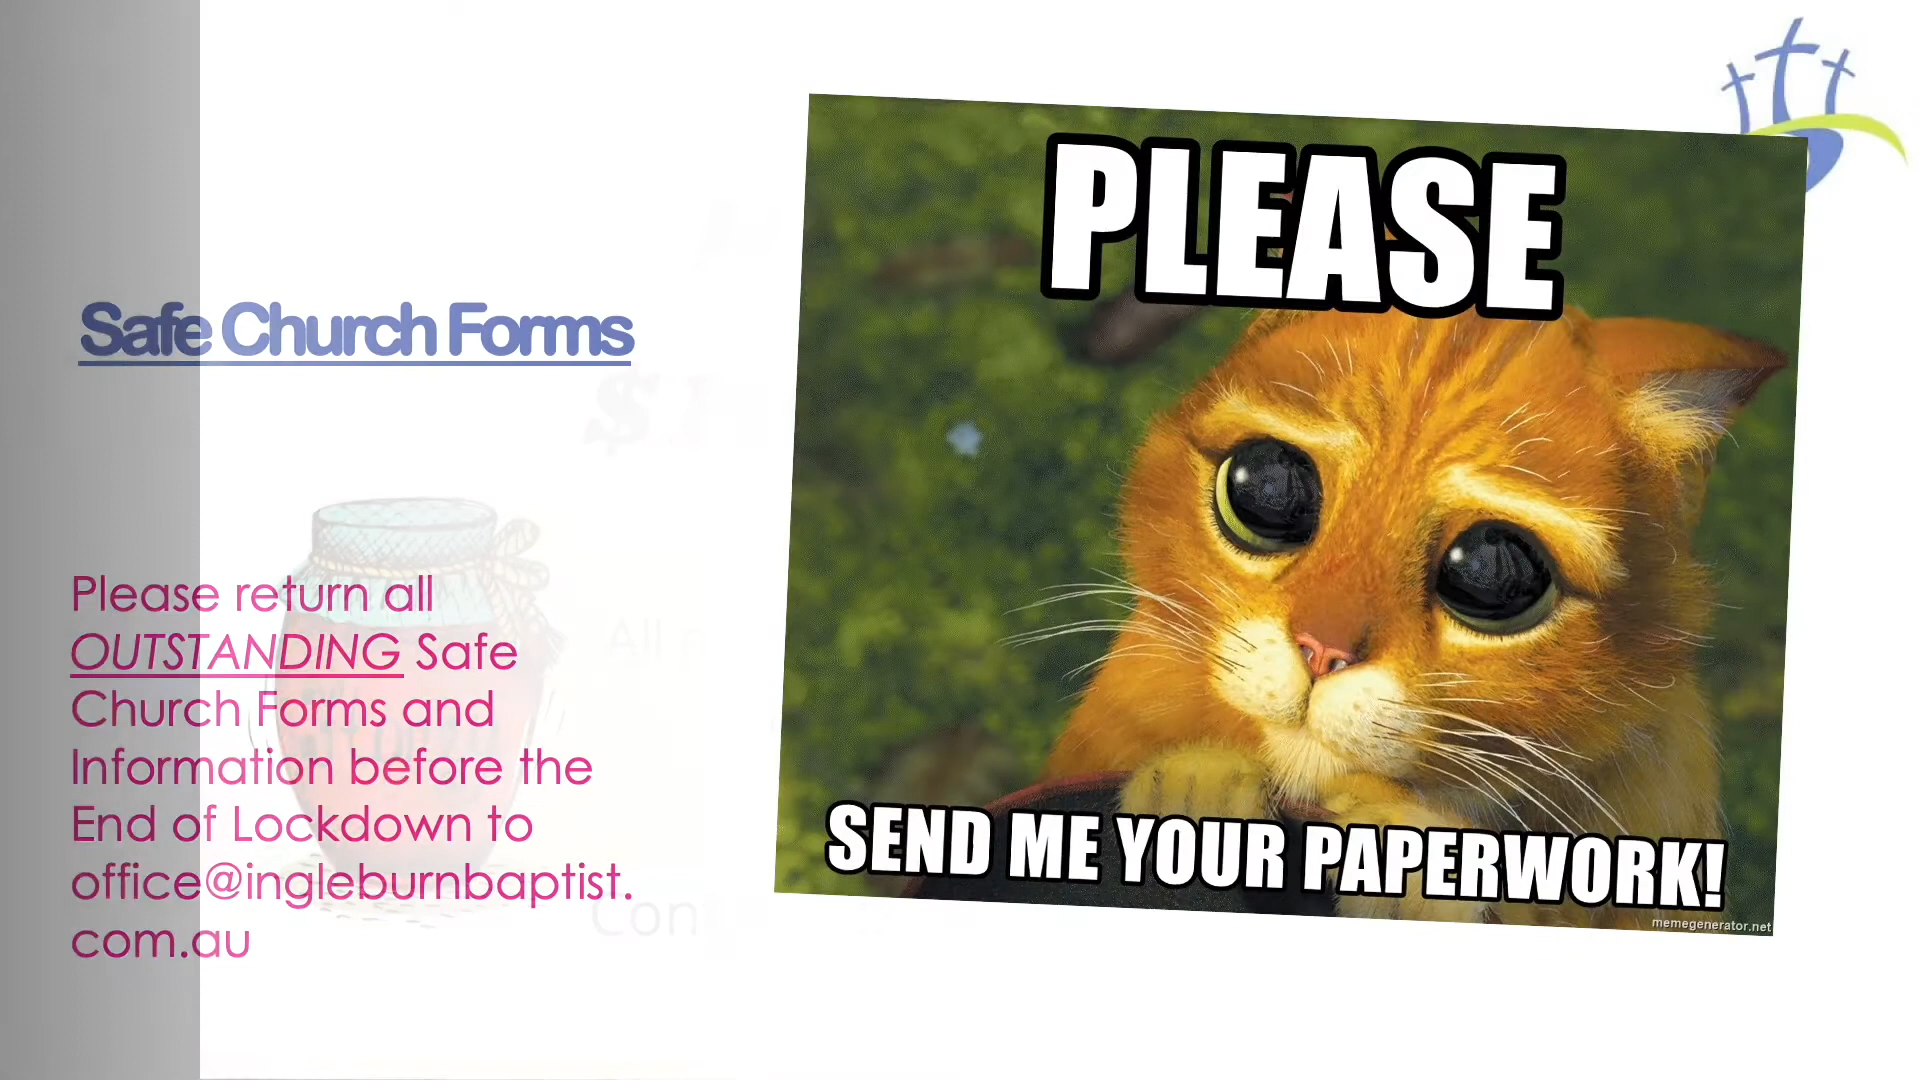 Safe Church Forms
Please return all
OUTSTANDING Safe
Church Forms and
Information before the
End of Lockdown to
office@ingleburnbaptist.
com.au
PLEASE
SEND ME YOUR PAPERWORK!
memegenerator.net
All